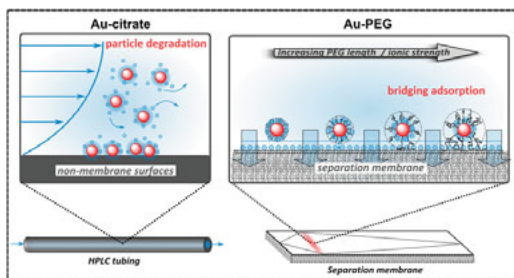 Au-citrate
Au-PEG
particle degradation
Increasing PEG length / ionic strength
bridging adsorption
non-membrane surfaces
separation membrane
HPLC tubing
Separation membrane